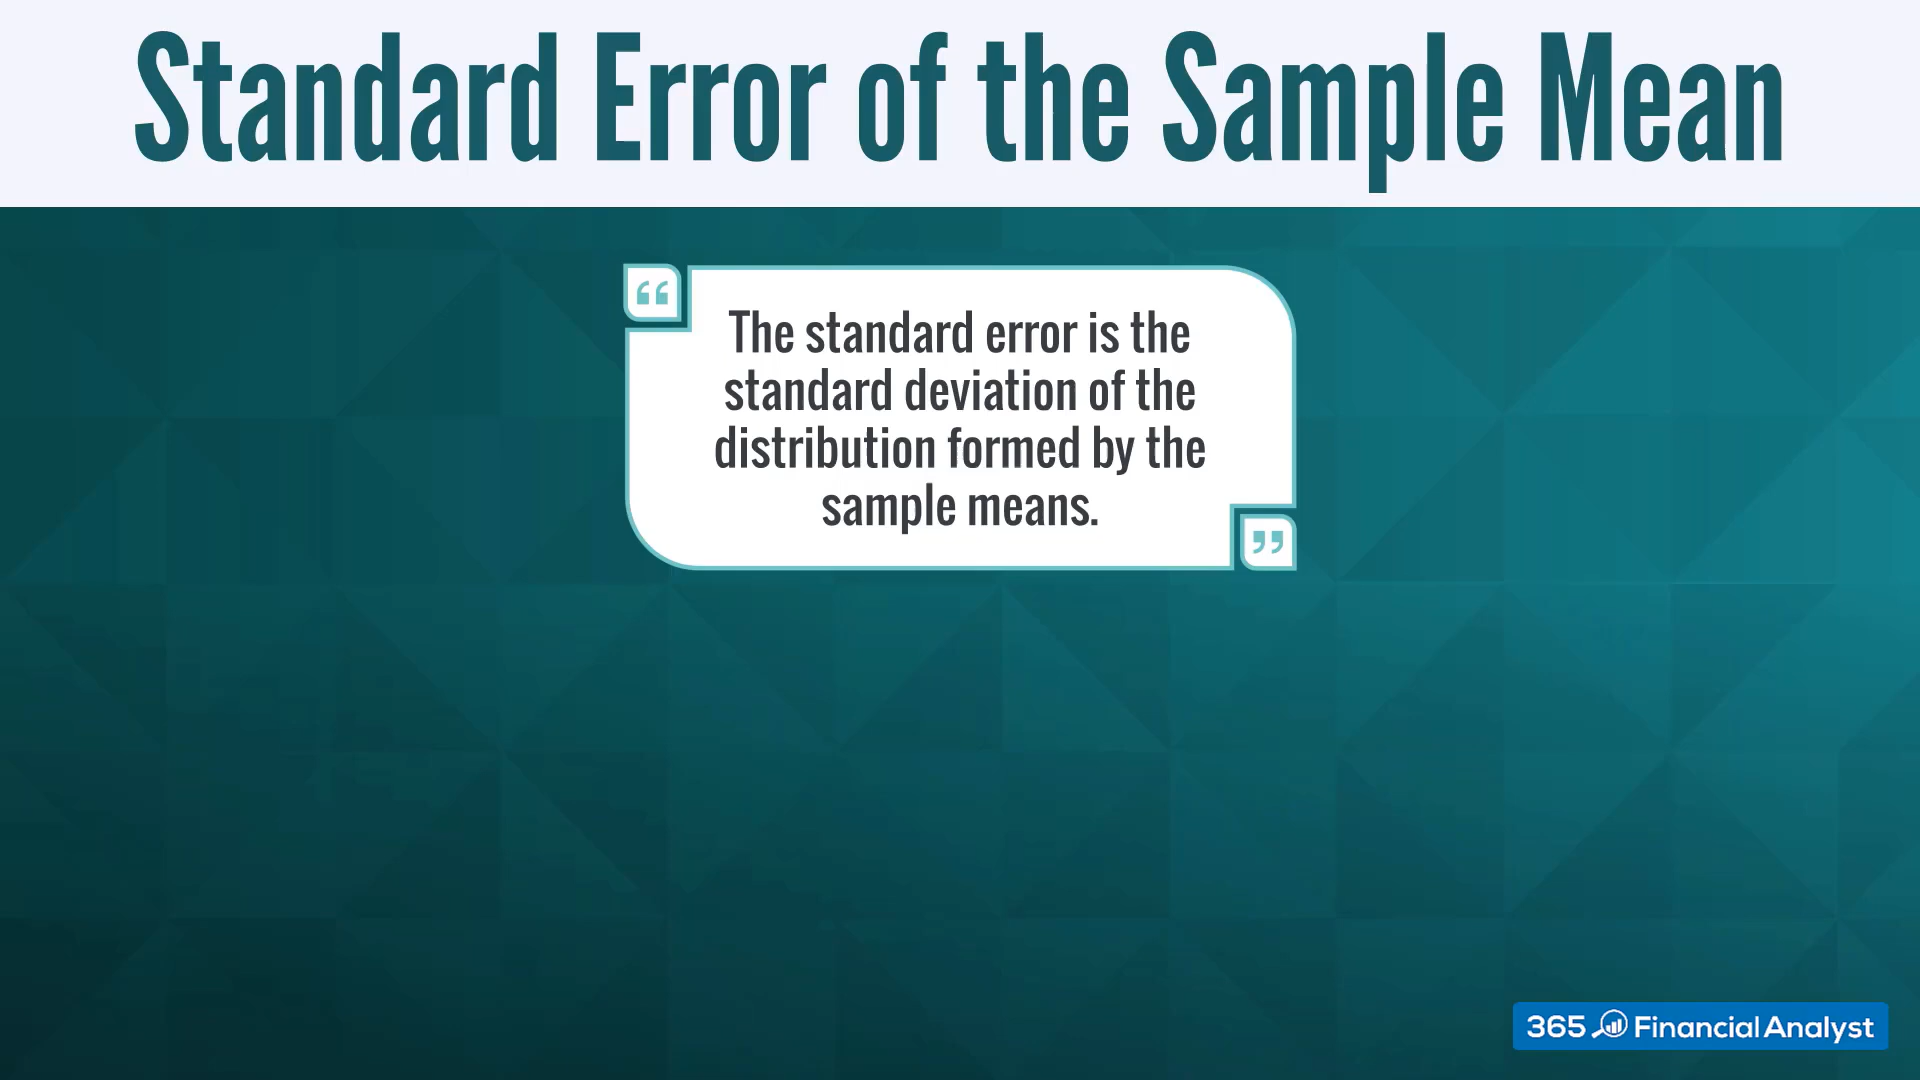 Standard Error of the Sample Mean
“
The standard error is the
standard deviation of the
distribution formed by the
sample means.
”
365 Financial Analyst